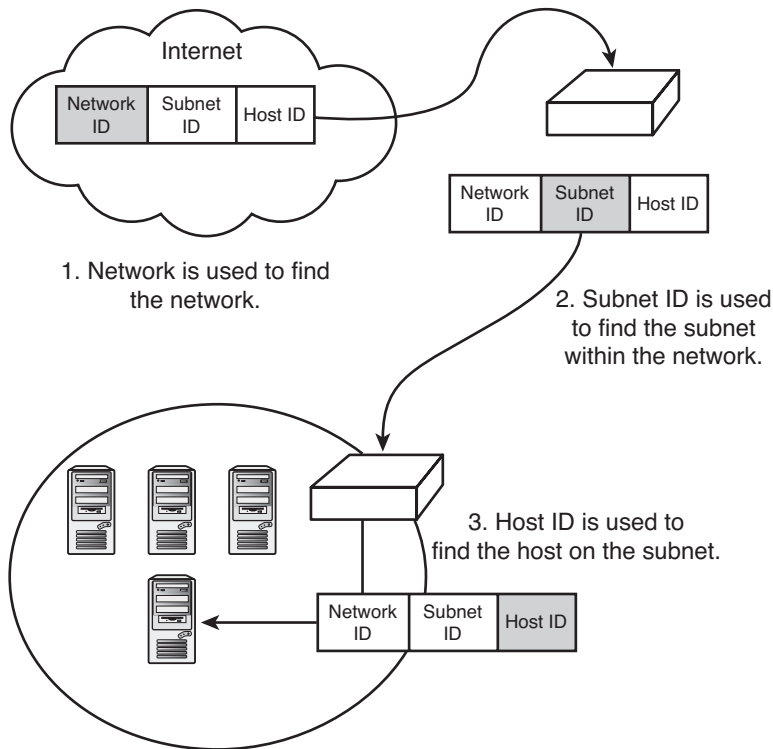 Internet
Network
ID
Subnet
ID
Host ID
1. Network is used to find
the network.
Network
ID
Subnet
ID
Host ID
2. Subnet ID is used
to find the subnet
within the network.
3. Host ID is used to
find the host on the subnet.
Network
ID
Subnet
ID
Host ID